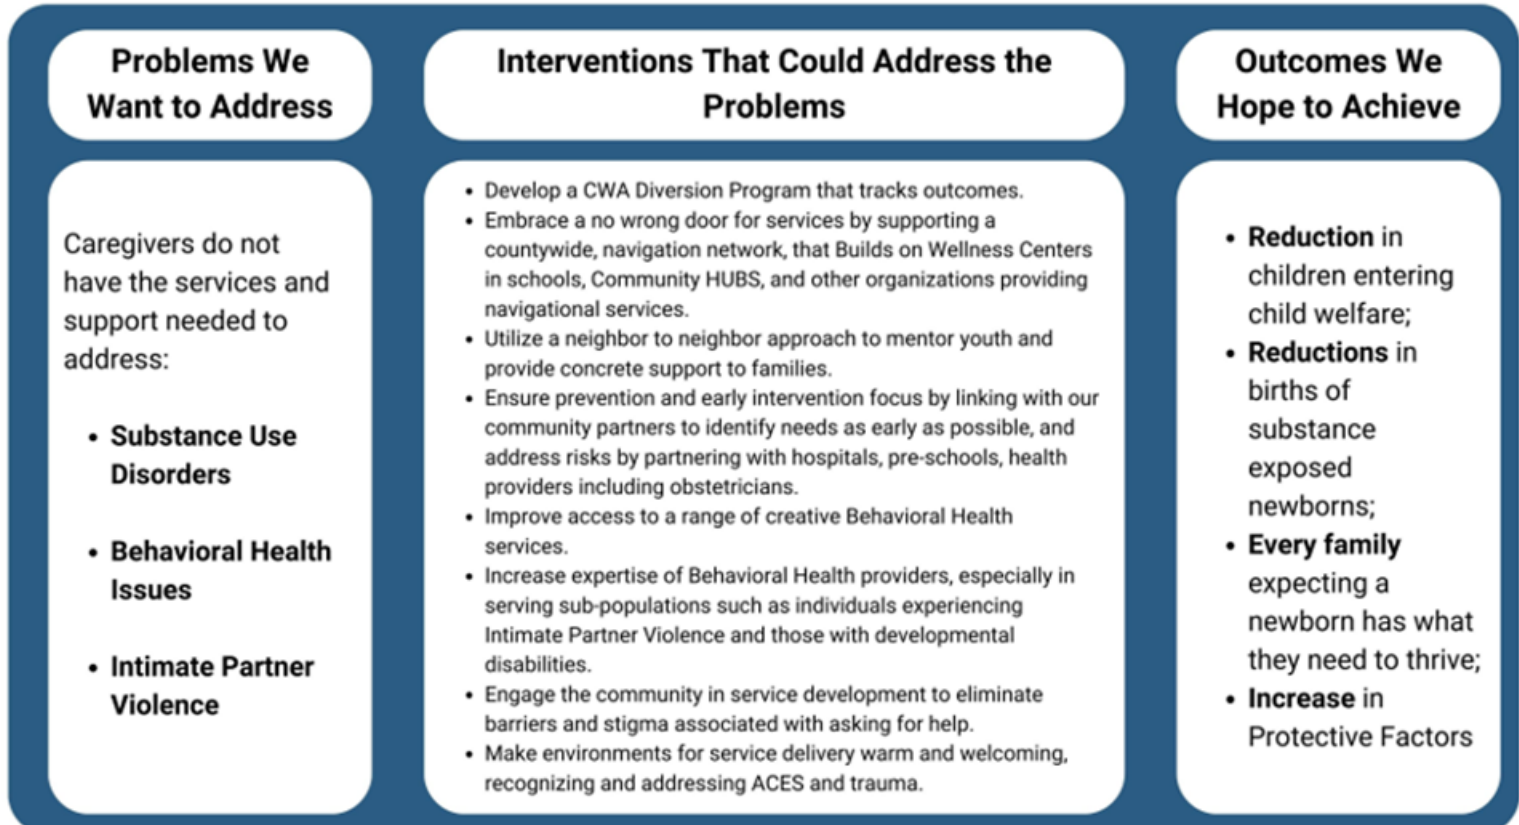 Problems We
Want to Address
Caregivers do not
have the services and
support needed to
address:
• Substance Use
Disorders
• Behavioral Health
Issues
• Intimate Partner
Violence
Interventions That Could Address the
Problems
• Develop a CWA Diversion Program that tracks outcomes.
• Embrace a no wrong door for services by supporting a
countywide, navigation network, that Builds on Wellness Centers
in schools, Community HUBS, and other organizations providing
navigational services.
• Utilize a neighbor to neighbor approach to mentor youth and
provide concrete support to families.
• Ensure prevention and early intervention focus by linking with our
community partners to identify needs as early as possible, and
address risks by partnering with hospitals, pre-schools, health
providers including obstetricians.
• Improve access to a range of creative Behavioral Health
services.
• Increase expertise of Behavioral Health providers, especially in
serving sub-populations such as individuals experiencing
Intimate Partner Violence and those with developmental
disabilities.
• Engage the community in service development to eliminate
barriers and stigma associated with asking for help.
• Make environments for service delivery warm and welcoming,
recognizing and addressing ACES and trauma.
Outcomes We
Hope to Achieve
• Reduction in
children entering
child welfare;
• Reductions in
births of
substance
exposed
newborns;
• Every family
expecting a
newborn has what
they need to thrive;
• Increase in
Protective Factors